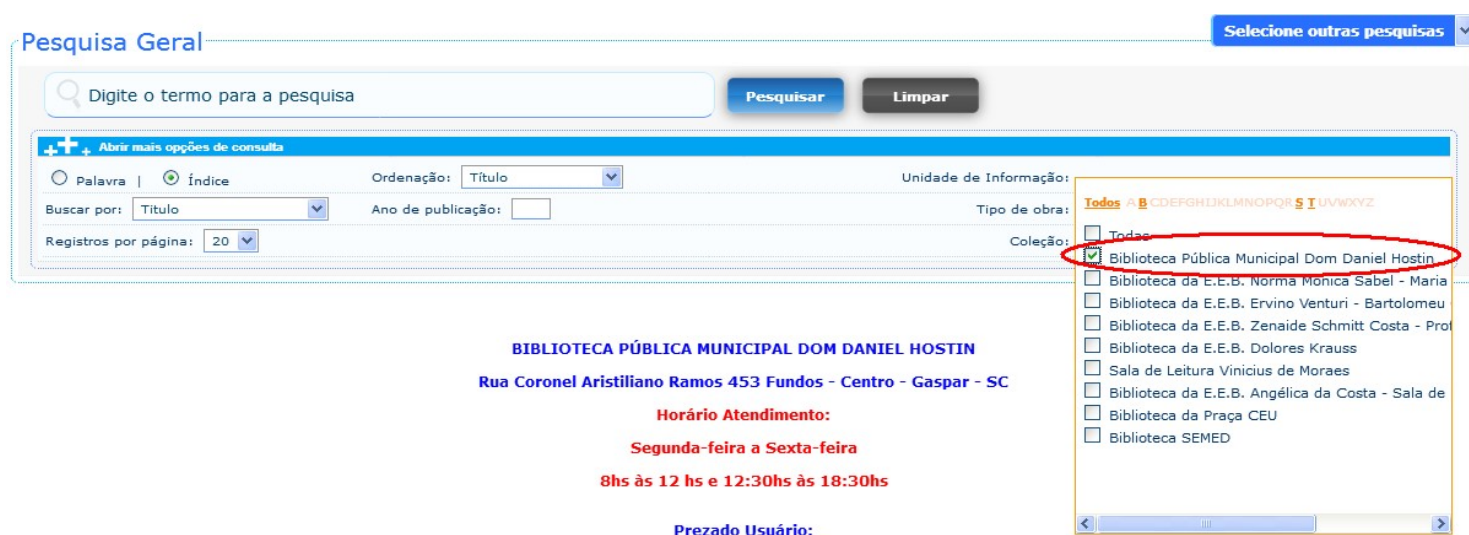 Selecione outras pesquisas
Pesquisa Geral
Digite o termo para a pesquisa
Pesquisar
Limpar
Abrir mais opções de consulta
Palavra | Índice
Ordenação: Título
Unidade de Informação:
Buscar por: Titulo
Ano de publicação:
Tipo de obra:
Registros por página: 20
Coleção:
Todos A B CDEFGHIJKLMNOPQR S T UVWXYZ
Todas
Biblioteca Pública Municipal Dom Daniel Hostin
Biblioteca da E.E.B. Norma Mônica Sabel - Maria
Biblioteca da E.E.B. Ervino Venturi - Bartolomeu
Biblioteca da E.E.B. Zenaide Schmitt Costa - Prof
Biblioteca da E.E.B. Dolores Krauss
Sala de Leitura Vinicius de Moraes
Biblioteca da E.E.B. Angélica da Costa - Sala de
Biblioteca da Praça CEU
Biblioteca SEMED
BIBLIOTECA PÚBLICA MUNICIPAL DOM DANIEL HOSTIN
Rua Coronel Aristiliano Ramos 453 Fundos - Centro - Gaspar - SC
Horário Atendimento:
Segunda-feira a Sexta-feira
8hs às 12 hs e 12:30hs às 18:30hs
Prezado Usuário: